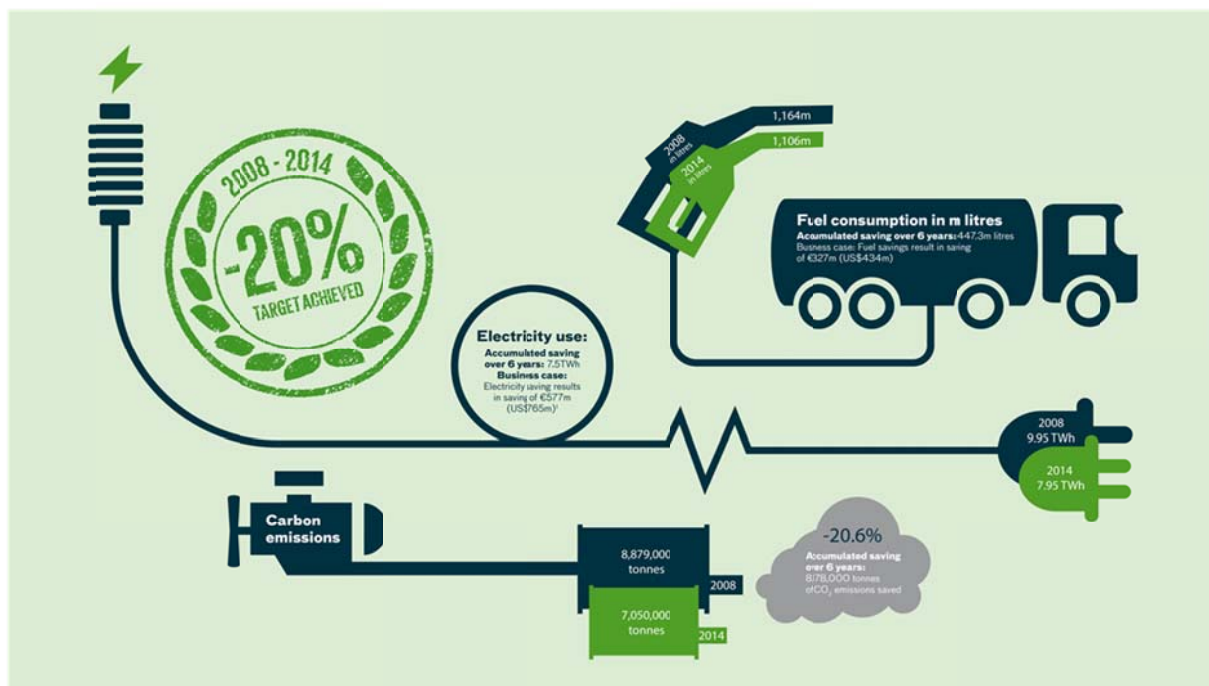 2008 - 2014
-20%
TARGET ACHIEVED
1,164m
1,106m
2008
in litres
2014
in litres
Fuel consumption in m litres
Accumulated saving over 6 years: 447.3m litres
Business case: Fuel savings result in saving
of €327m (US$434m)
Electricity use:
Accumulated saving
over 6 years: 7.5TWh
Business case:
Electricity saving results
in saving of €577m
(US$765m)¹
2008
9.95 TWh
2014
7.95 TWh
Carbon
emissions
8,879,000
tonnes
2008
7,050,000
tonnes
2014
-20.6%
Accumulated saving
over 6 years:
8,178,000 tonnes
of CO₂ emissions saved